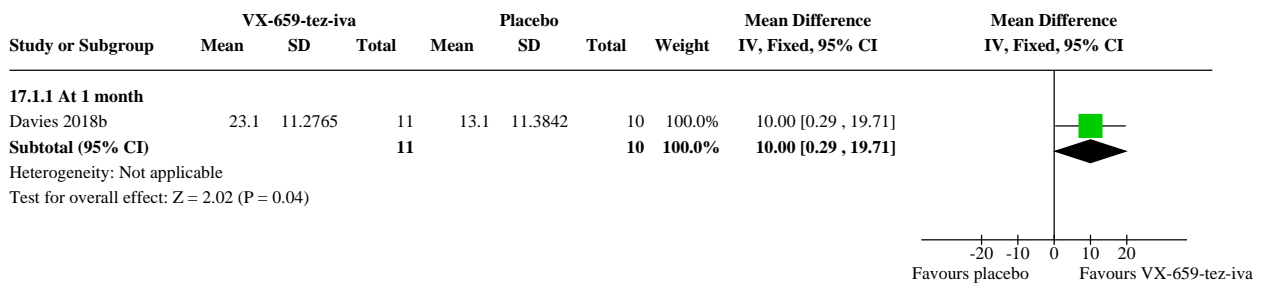 VX-659-tez-iva Placebo Mean Difference Mean Difference
Study or Subgroup Mean SD Total Mean SD Total Weight IV, Fixed, 95% CI IV, Fixed, 95% CI
17.1.1 At 1 month
Davies 2018b 23.1 11.2765 11 13.1 11.3842 10 100.0% 10.00 [0.29 , 19.71]
Subtotal (95% CI) 11 10 100.0% 10.00 [0.29 , 19.71]
Heterogeneity: Not applicable
Test for overall effect: Z = 2.02 (P = 0.04)
-20 -10 0 10 20
Favours placebo Favours VX-659-tez-iva